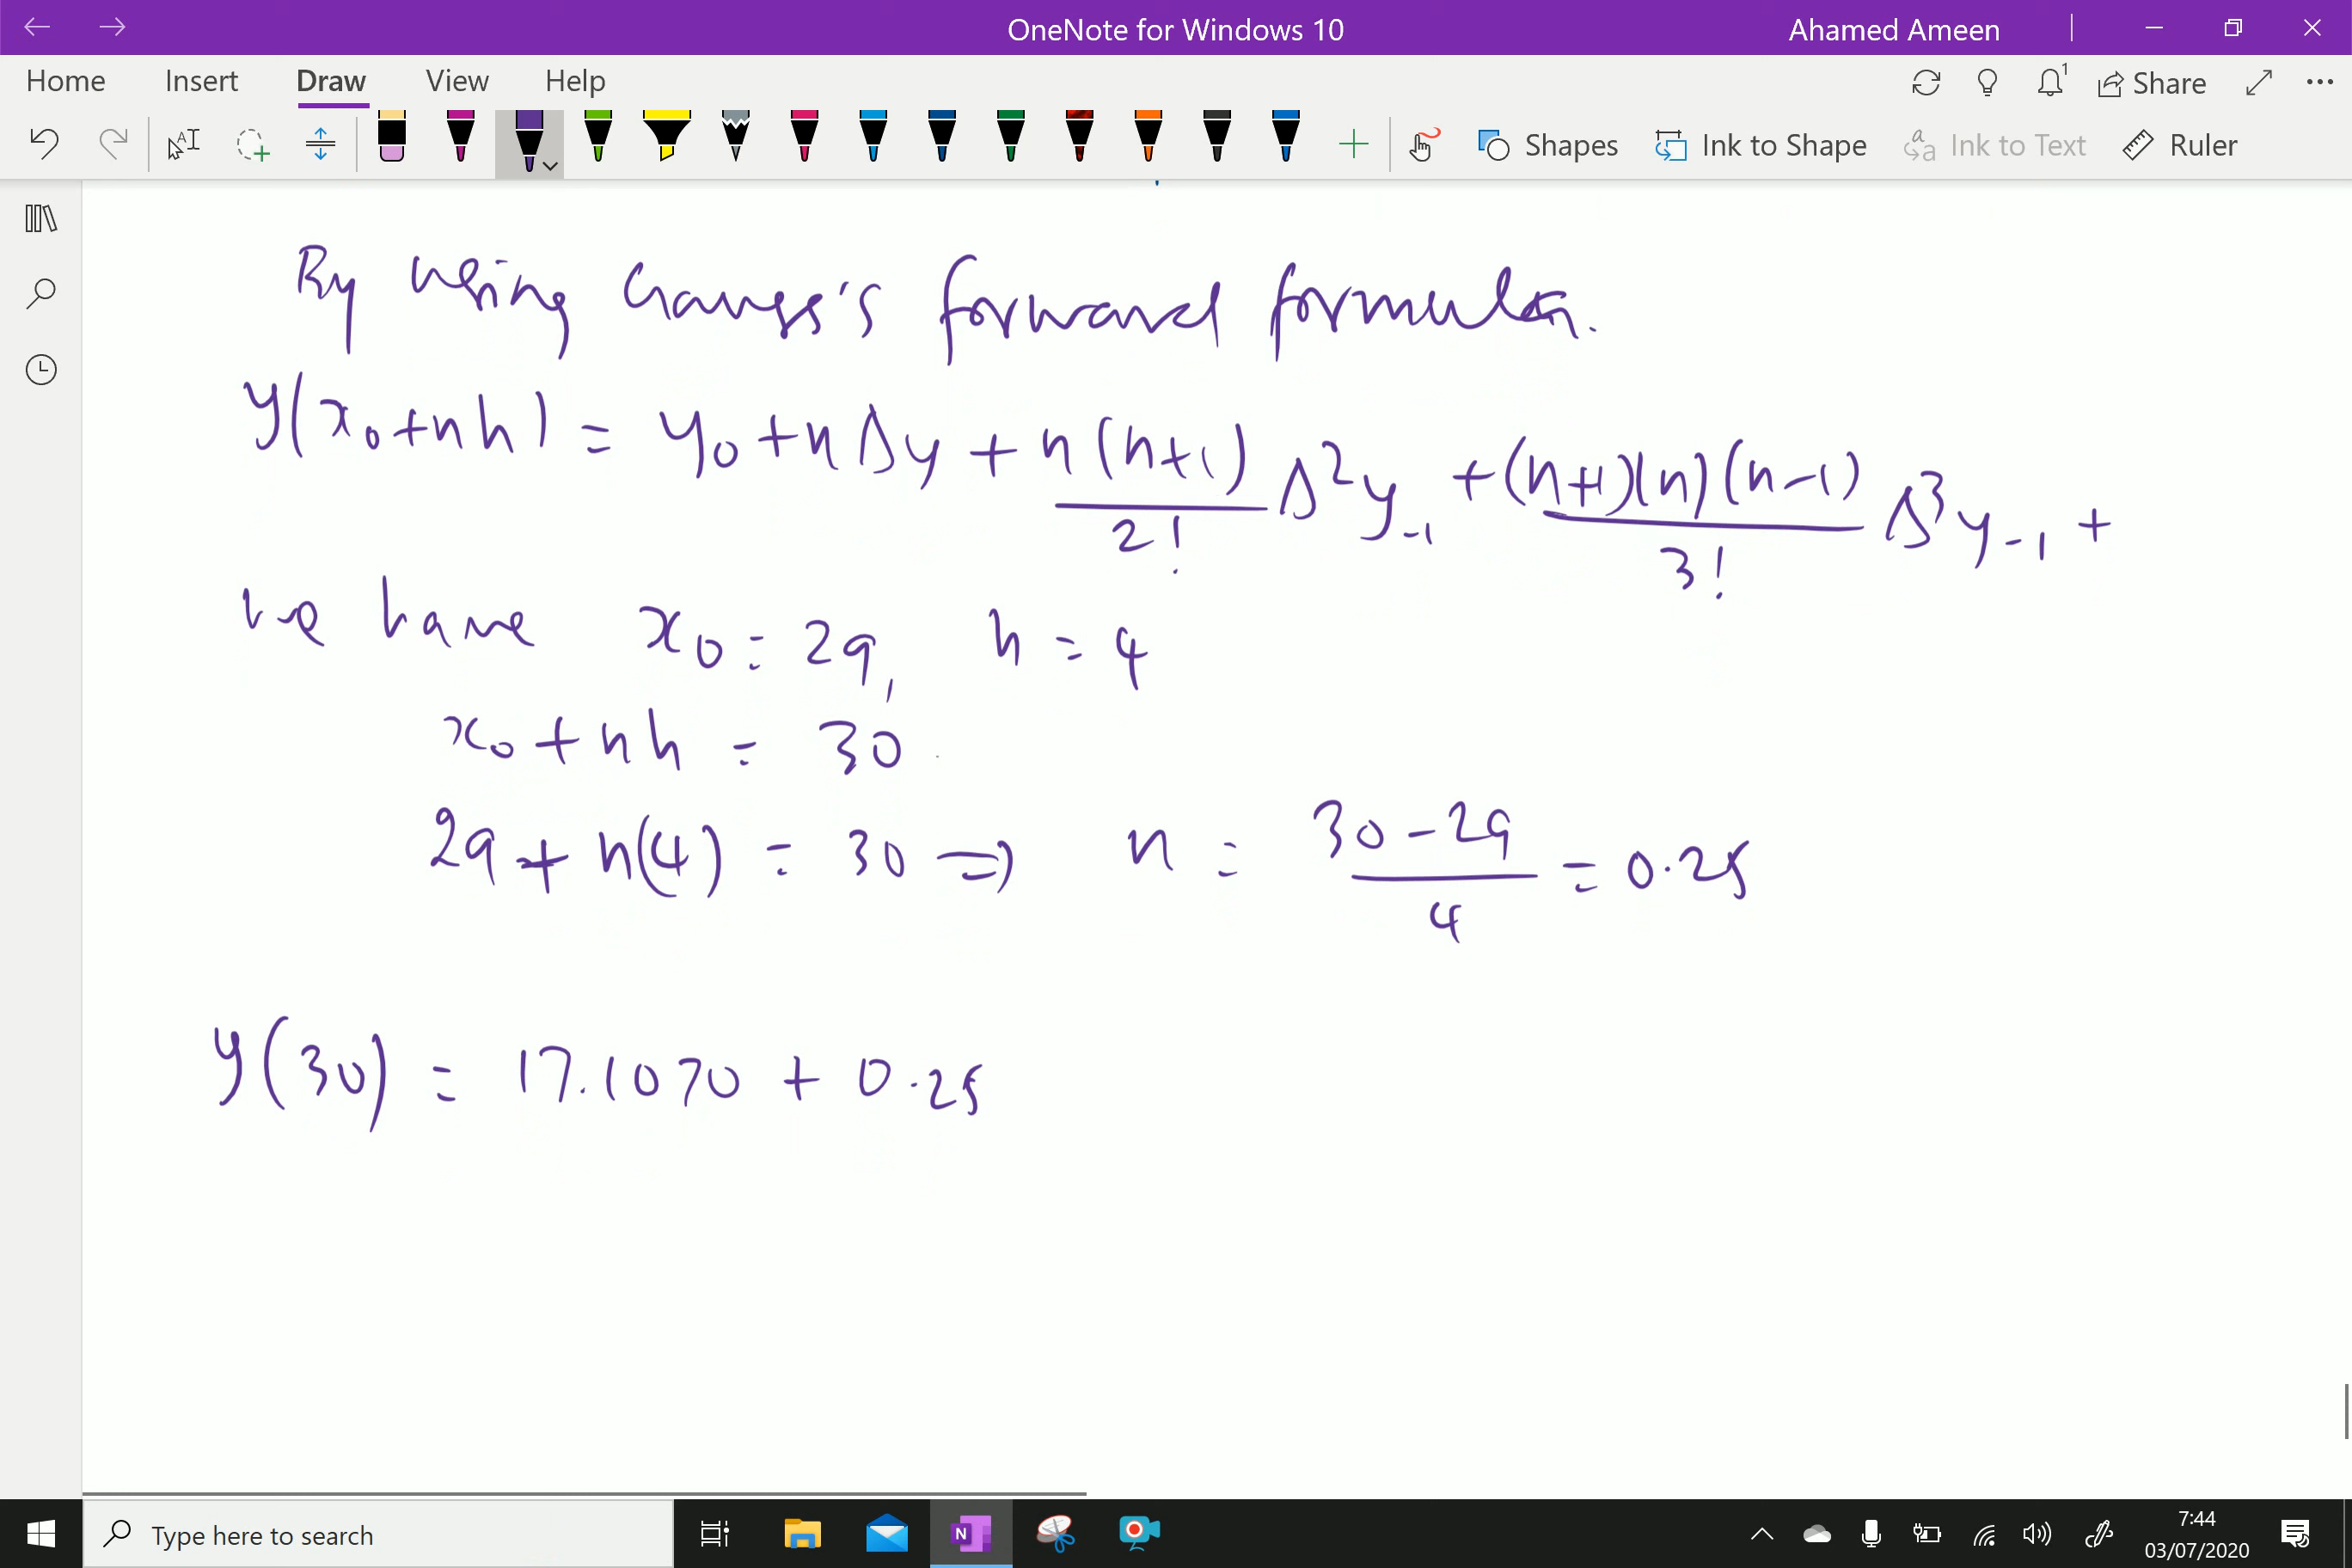 OneNote for Windows 10
Ahamed Ameen
Home Insert Draw View Help
1
Share
Shapes Ink to Shape Ink to Text Ruler
By using Gauss's forward formula.
y(x₀+nh) = y₀ + nΔy + n(n+1)/2! Δ²y₋₁ + (n+1)(n)(n-1)/3! Δ³y₋₁ +
we have x₀ = 29, h = 4
x₀ + nh = 30
29 + n(4) = 30 ⇒ n = 30-29/4 = 0.25
y(30) = 17.1070 + 0.25
Type here to search
N
7:44
03/07/2020